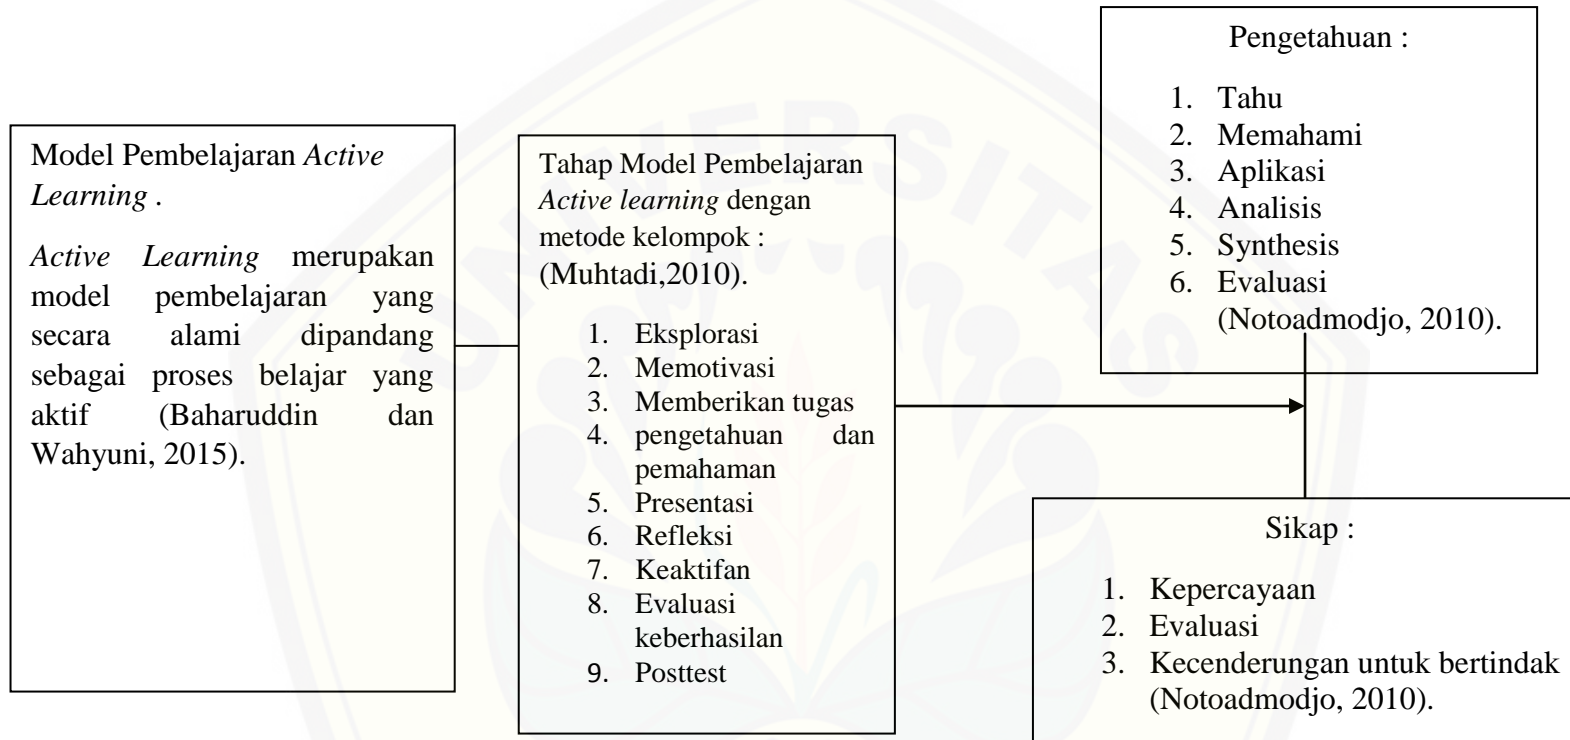 Model Pembelajaran Active
Learning .
Active Learning merupakan
model pembelajaran yang
secara alami dipandang
sebagai proses belajar yang
aktif (Baharuddin dan
Wahyuni, 2015).
Tahap Model Pembelajaran
Active learning dengan
metode kelompok :
(Muhtadi,2010).
1. Eksplorasi
2. Memotivasi
3. Memberikan tugas
4. pengetahuan dan
pemahaman
5. Presentasi
6. Refleksi
7. Keaktifan
8. Evaluasi
keberhasilan
9. Posttest
Pengetahuan :
1. Tahu
2. Memahami
3. Aplikasi
4. Analisis
5. Synthesis
6. Evaluasi
(Notoadmodjo, 2010).
Sikap :
1. Kepercayaan
2. Evaluasi
3. Kecenderungan untuk bertindak
(Notoadmodjo, 2010).
UNIVERSITAS